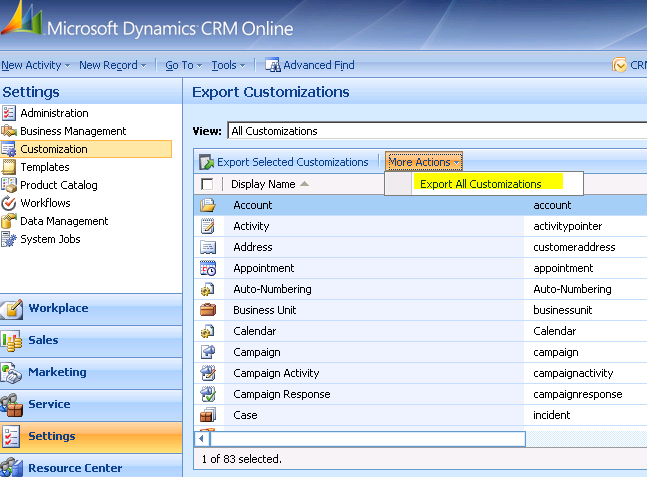 Microsoft Dynamics CRM Online
New Activity New Record Go To Tools Advanced Find CRM
Settings
Administration
Business Management
Customization
Templates
Product Catalog
Workflows
Data Management
System Jobs
Workplace
Sales
Marketing
Service
Settings
Resource Center
Export Customizations
View: All Customizations
Export Selected Customizations More Actions
Export All Customizations
Display Name
Account account
Activity activitypointer
Address customeraddress
Appointment appointment
Auto-Numbering Auto-Numbering
Business Unit businessunit
Calendar Calendar
Campaign campaign
Campaign Activity campaignactivity
Campaign Response campaignresponse
Case incident
1 of 83 selected.